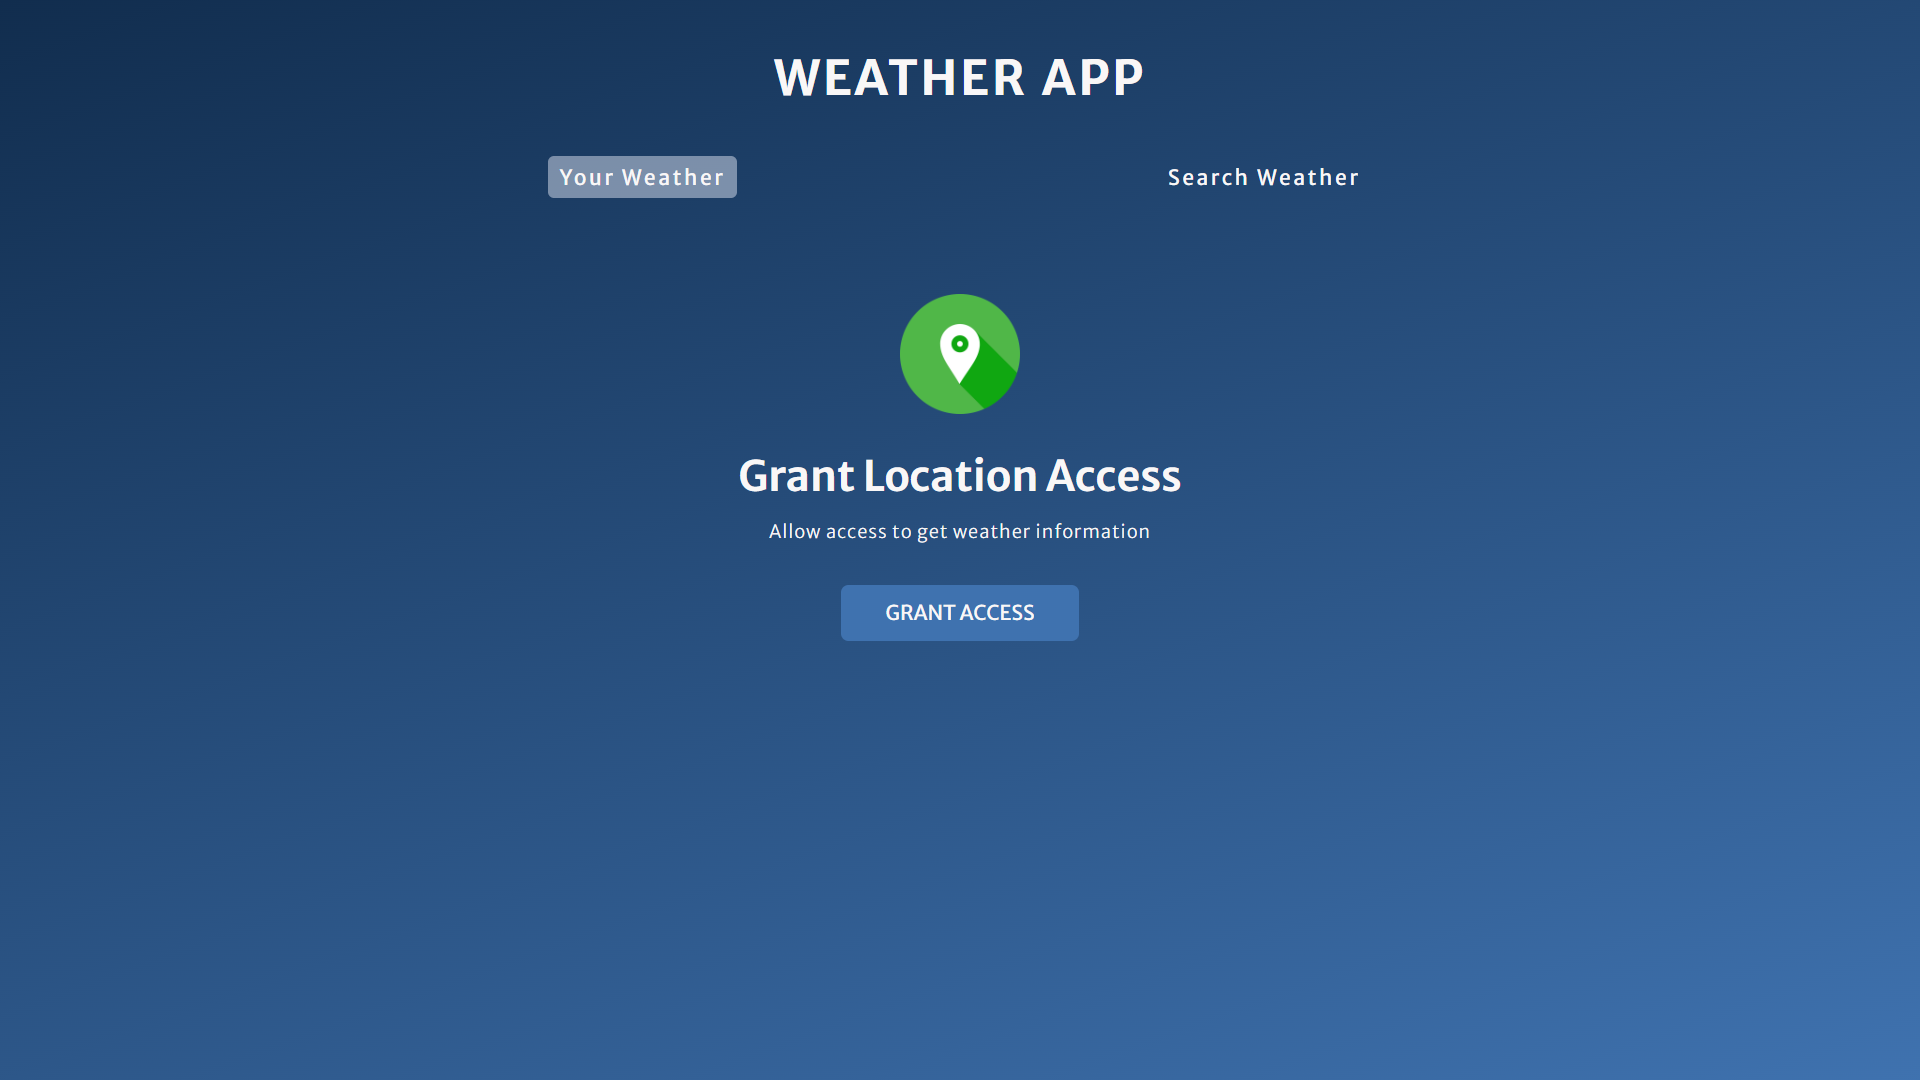 WEATHER APP
Your Weather
Search Weather
Grant Location Access
Allow access to get weather information
GRANT ACCESS